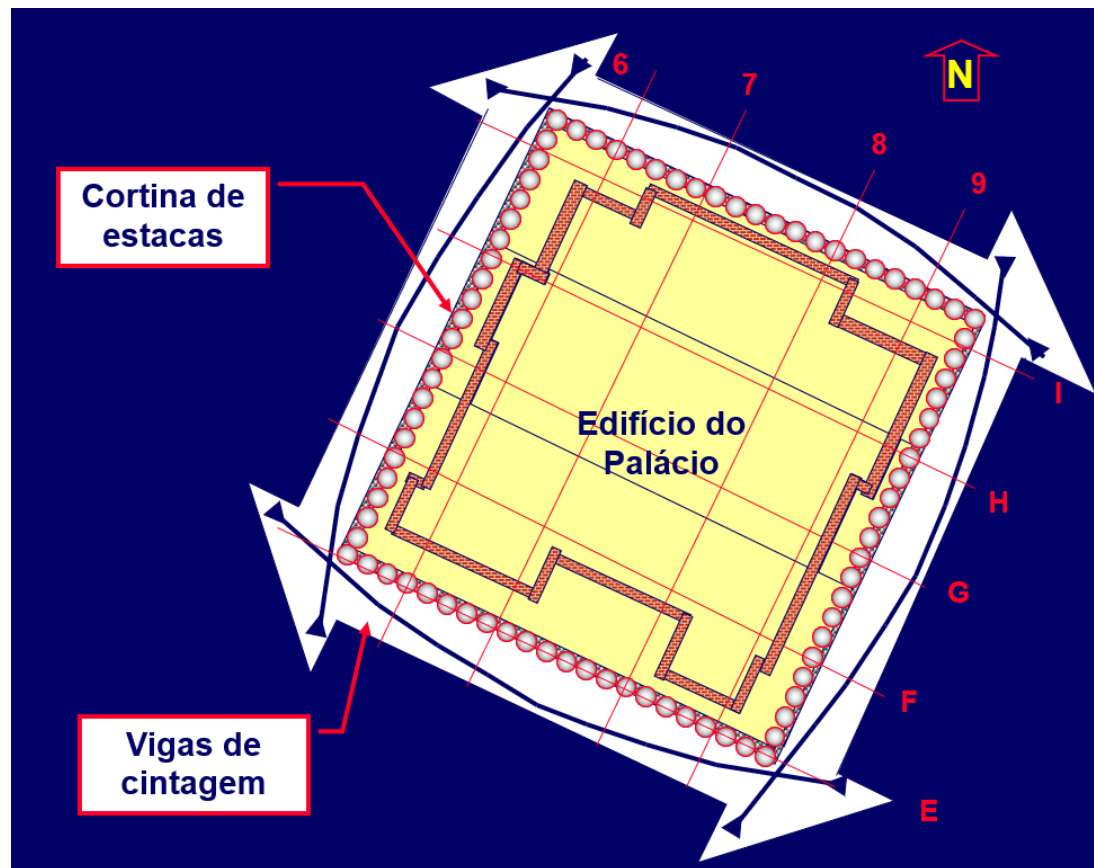 N
6
7
8
9
Cortina de
estacas
Edifício do
Palácio
I
H
G
F
E
Vigas de
cintagem